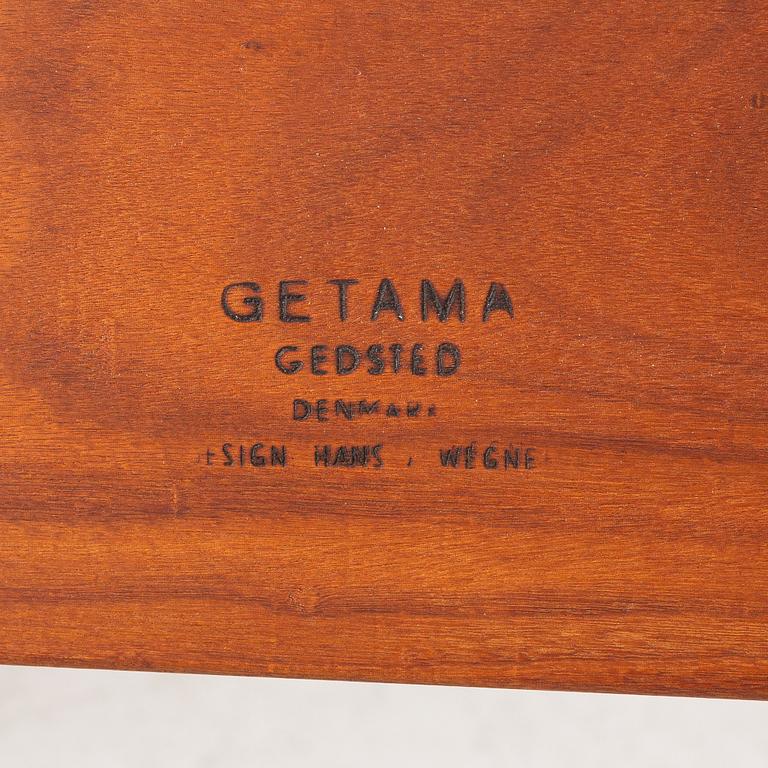 GETAMA
GEDSTED
DENMARK
ESIGN HANS , WEGNE